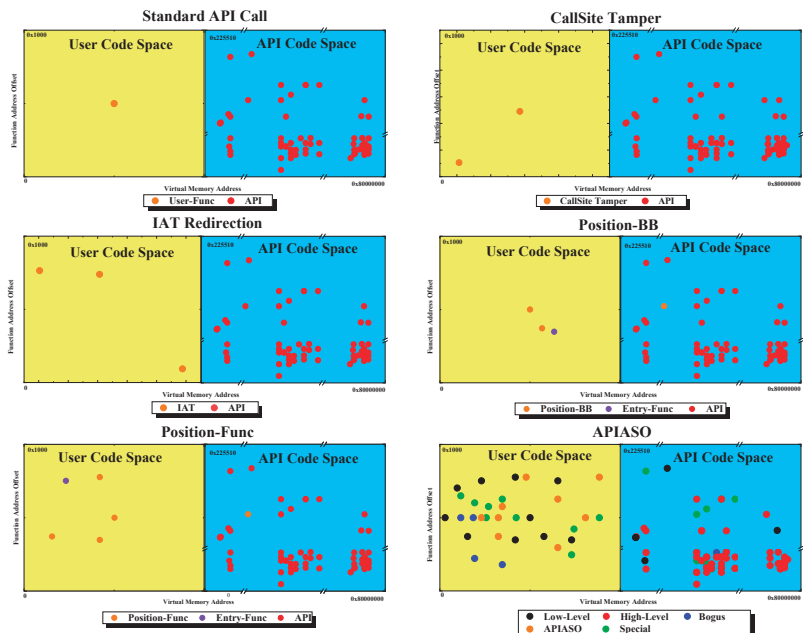 Standard API Call
0x1000
User Code Space
0x225510
API Code Space
Function Address Offset
0
0x80000000
Virtual Memory Address
User-Func API
CallSite Tamper
0x1000
User Code Space
0x225510
API Code Space
Function Address Offset
0
0x80000000
Virtual Memory Address
CallSite Tamper API
IAT Redirection
0x1000
User Code Space
0x225510
API Code Space
Function Address Offset
0
0x80000000
Virtual Memory Address
IAT API
Position-BB
0x1000
User Code Space
0x225510
API Code Space
Function Address Offset
0
0x80000000
Virtual Memory Address
Position-BB Entry-Func API
Position-Func
0x1000
User Code Space
0x225510
API Code Space
Function Address Offset
0
0
0x80000000
Virtual Memory Address
Position-Func Entry-Func API
APIASO
0x1000
User Code Space
0x225510
API Code Space
Function Address Offset
0
0x80000000
Virtual Memory Address
Low-Level High-Level Bogus
APIASO Special